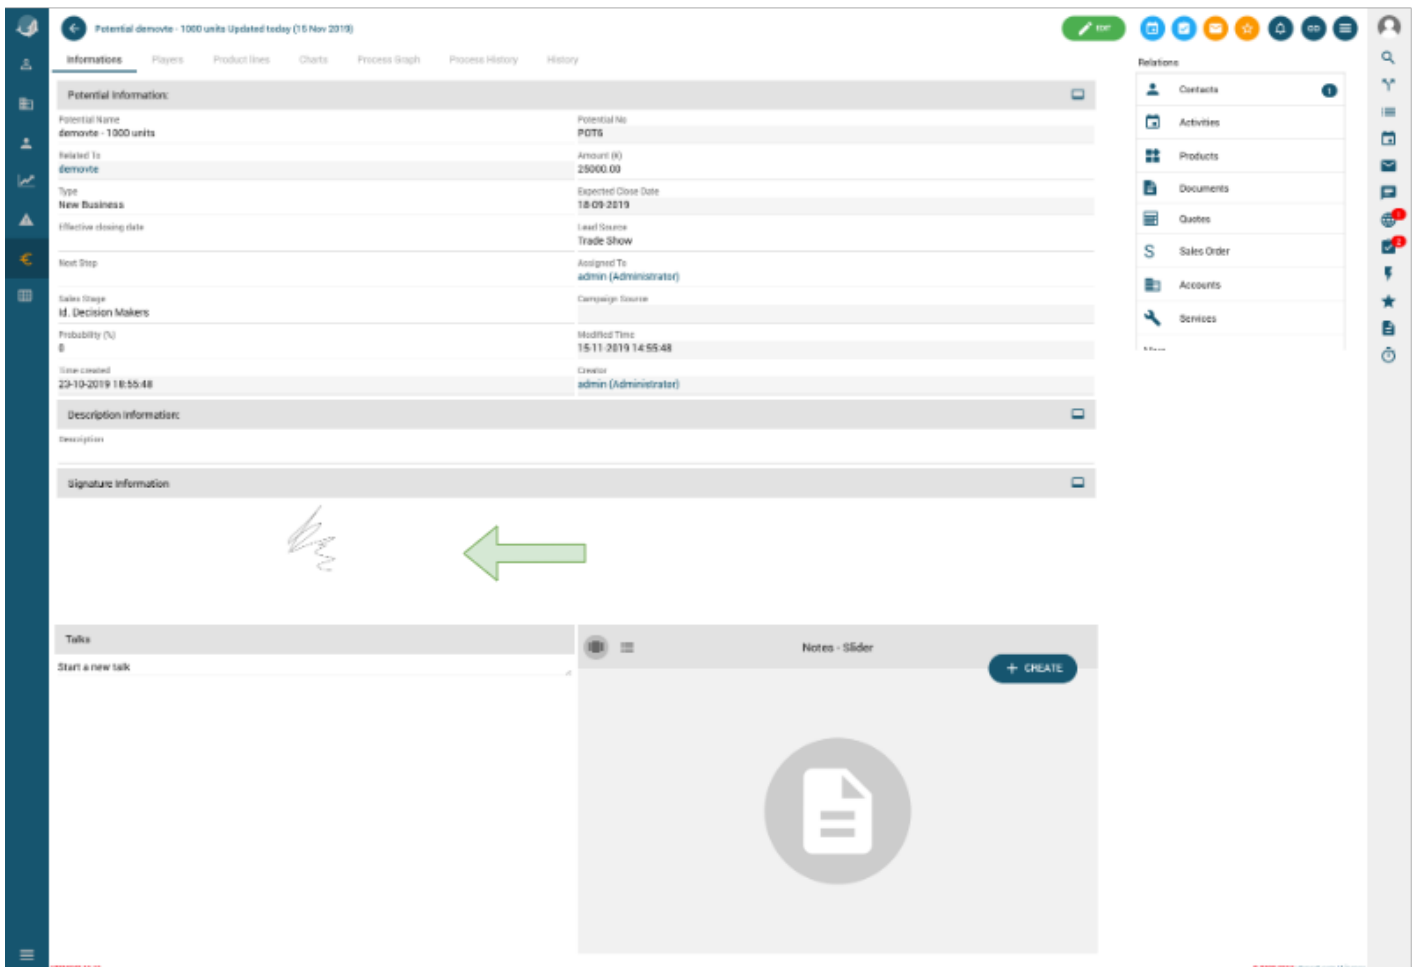 Potential demovte - 1000 units Updated today (15 Nov 2019)
EDIT
Informations Players Product lines Charts Process Graph Process History History
Potential Information:
Potential Name
demovte - 1000 units
Potential No
POT6
Related To
demovte
Amount (€)
25000.00
Type
New Business
Expected Close Date
18-09-2019
Effective closing date
Lead Source
Trade Show
Next Step
Assigned To
admin (Administrator)
Sales Stage
Id. Decision Makers
Campaign Source
Probability (%)
0
Modified Time
15-11-2019 14:55:48
Time created
23-10-2019 18:55:48
Creator
admin (Administrator)
Description Information:
Description
Signature Information
Talks
Start a new talk
Notes - Slider
+ CREATE
Relations
Contacts 1
Activities
Products
Documents
Quotes
S Sales Order
Accounts
Services
1
2